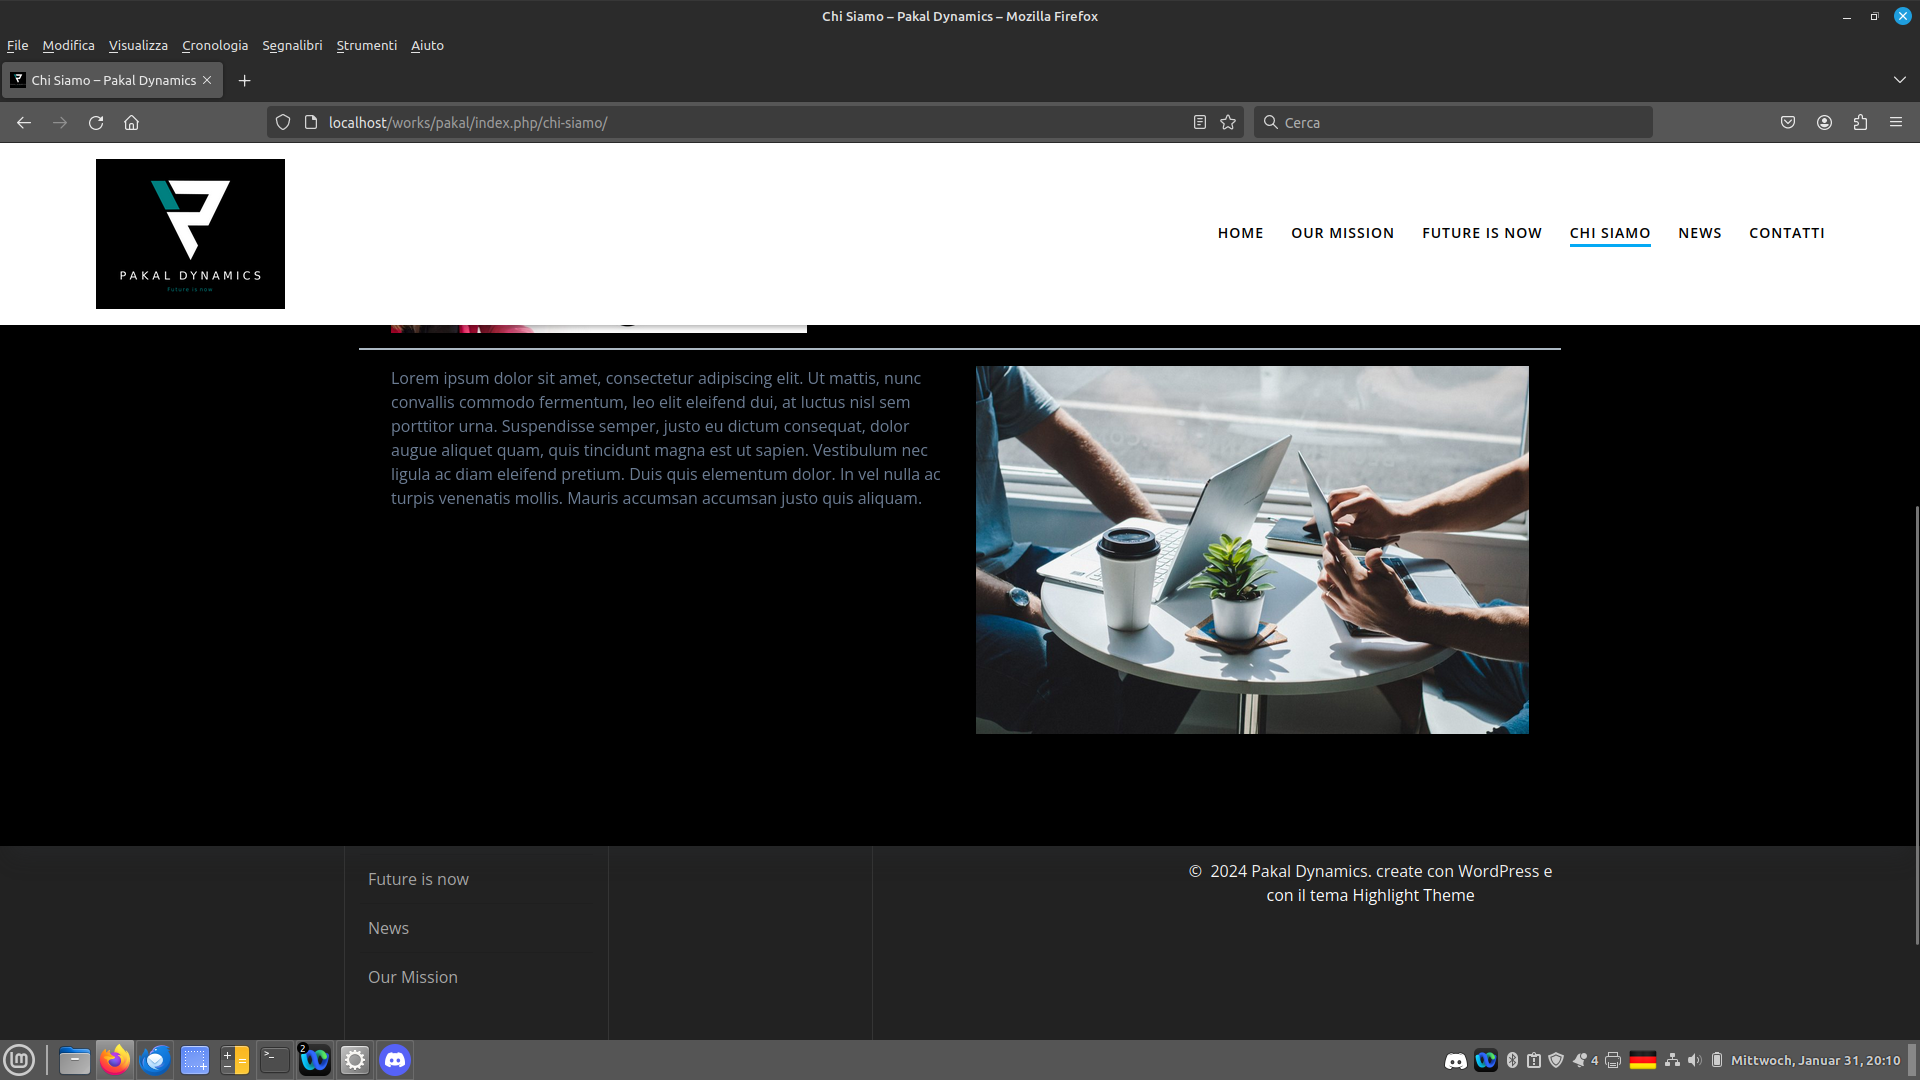 Chi Siamo – Pakal Dynamics – Mozilla Firefox
File Modifica Visualizza Cronologia Segnalibri Strumenti Aiuto
Chi Siamo – Pakal Dynamics
localhost/works/pakal/index.php/chi-siamo/
Cerca
PAKAL DYNAMICS
Future is now
HOME OUR MISSION FUTURE IS NOW CHI SIAMO NEWS CONTATTI
Lorem ipsum dolor sit amet, consectetur adipiscing elit. Ut mattis, nunc
convallis commodo fermentum, leo elit eleifend dui, at luctus nisl sem
porttitor urna. Suspendisse semper, justo eu dictum consequat, dolor
augue aliquet quam, quis tincidunt magna est ut sapien. Vestibulum nec
ligula ac diam eleifend pretium. Duis quis elementum dolor. In vel nulla ac
turpis venenatis mollis. Mauris accumsan accumsan justo quis aliquam.
Future is now
News
Our Mission
© 2024 Pakal Dynamics. create con WordPress e
con il tema Highlight Theme
2
4
Mittwoch, Januar 31, 20:10